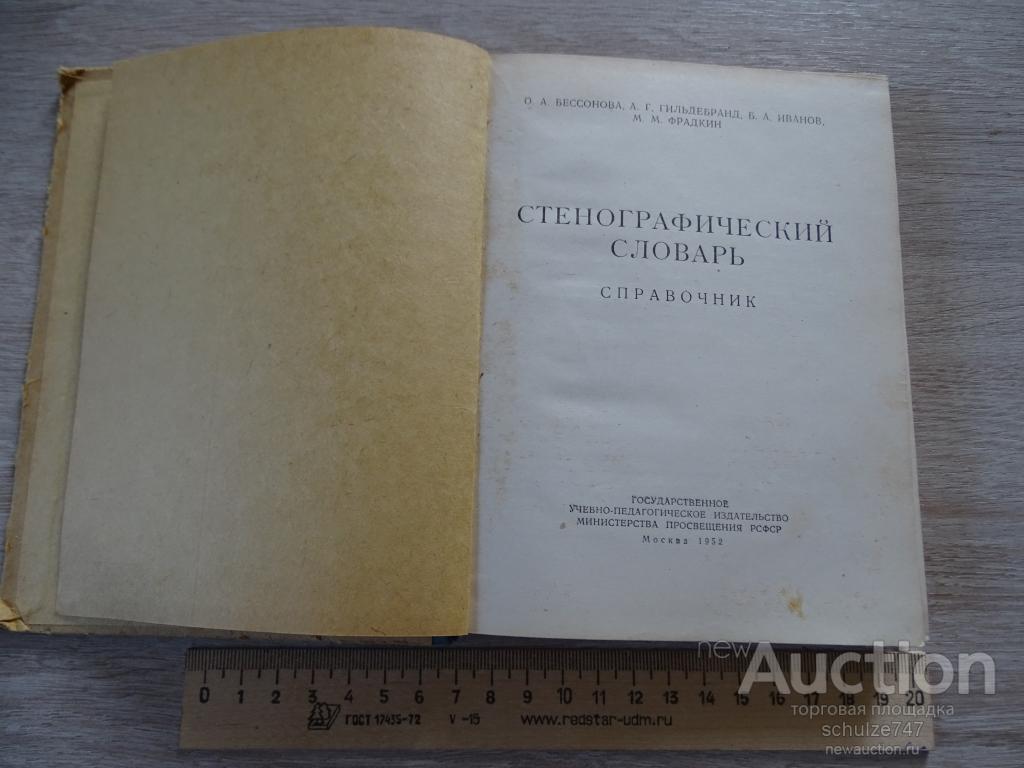 О. А. БЕССОНОВА, А. Г. ГИЛЬДЕБРАНД, Б. А. ИВАНОВ,
М. М. ФРАДКИН
СТЕНОГРАФИЧЕСКИЙ
СЛОВАРЬ
СПРАВОЧНИК
ГОСУДАРСТВЕННОЕ
УЧЕБНО-ПЕДАГОГИЧЕСКОЕ ИЗДАТЕЛЬСТВО
МИНИСТЕРСТВА ПРОСВЕЩЕНИЯ РСФСР
Москва 1952
0 1 2 3 4 5 6 7 8 9 10 11 12 13 14 15 16 17 18 19 20
ГОСТ 17435-72 V-15 www.redstar-udm.ru
newAuction
торговая площадка
schulze747
newauction.ru